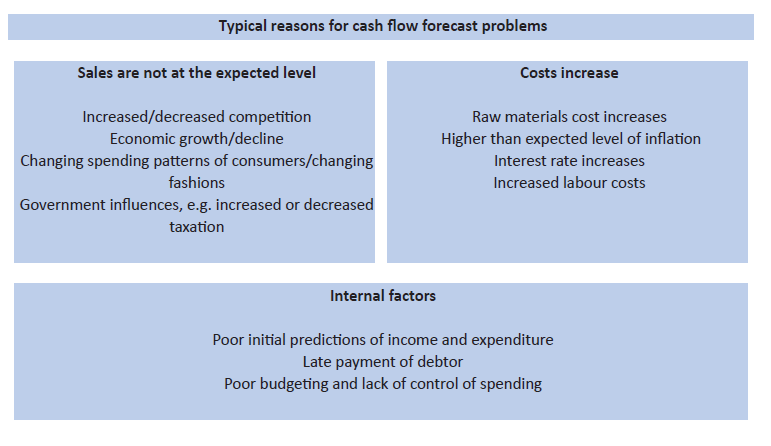 Typical reasons for cash flow forecast problems
Sales are not at the expected level
Increased/decreased competition
Economic growth/decline
Changing spending patterns of consumers/changing
fashions
Government influences, e.g. increased or decreased
taxation
Costs increase
Raw materials cost increases
Higher than expected level of inflation
Interest rate increases
Increased labour costs
Internal factors
Poor initial predictions of income and expenditure
Late payment of debtor
Poor budgeting and lack of control of spending